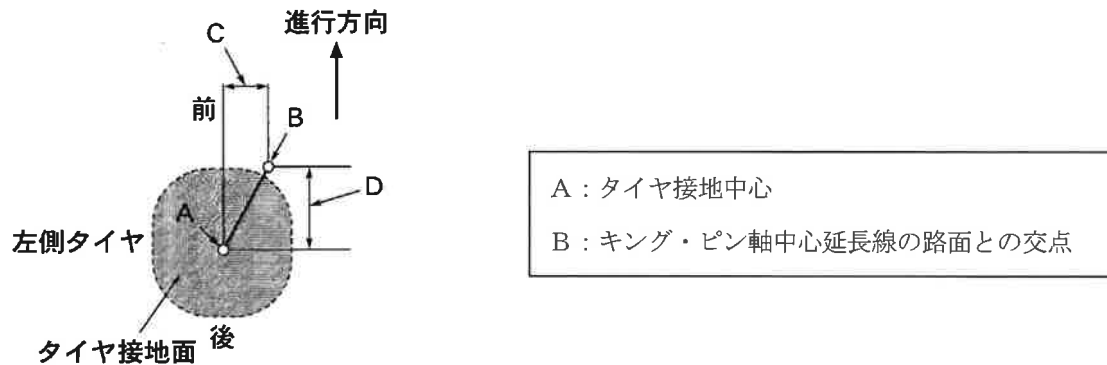 進行方向
C
前
B
D
A
左側タイヤ
タイヤ接地面
後
A：タイヤ接地中心
B：キング・ピン軸中心延長線の路面との交点